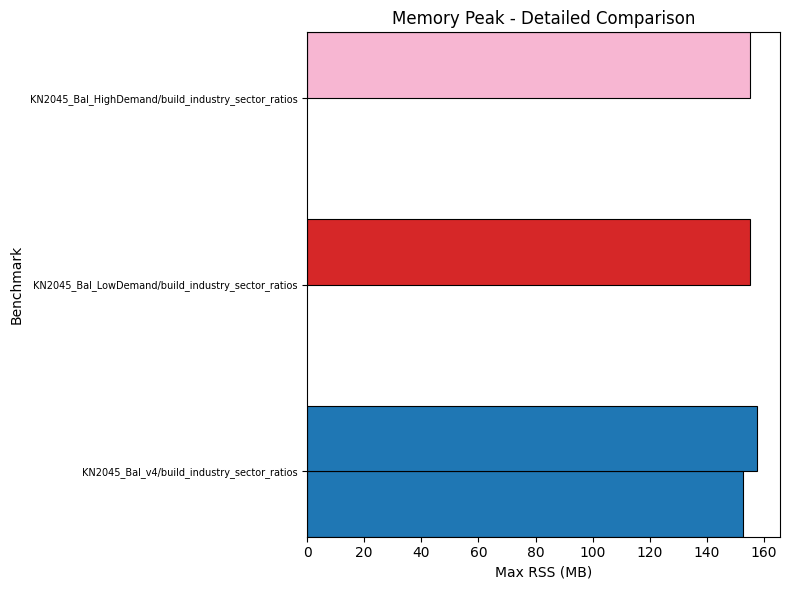 Memory Peak - Detailed Comparison
KN2045_Bal_HighDemand/build_industry_sector_ratios
KN2045_Bal_LowDemand/build_industry_sector_ratios
KN2045_Bal_v4/build_industry_sector_ratios
Benchmark
0 20 40 60 80 100 120 140 160
Max RSS (MB)